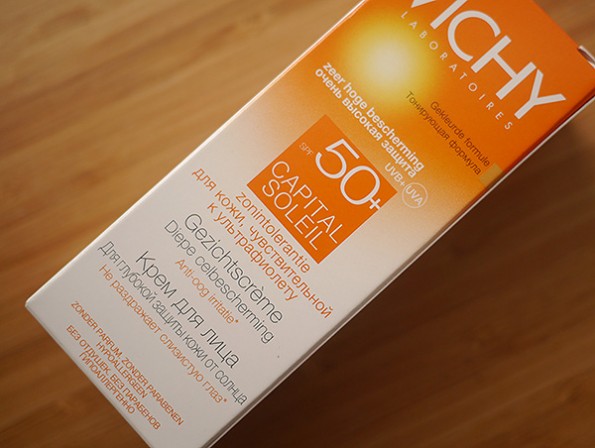 VICHY
LABORATOIRES
Gekleurde formule
Тонирующая формула
zeer hoge bescherming
очень высокая защита
UVB+UVA
SPF 50+
CAPITAL
SOLEIL
zonintolerantie
для кожи, чувствительной
к ультрафиолету
Gezichtscrème
Diepe celbescherming
Anti-oog irritatie*
Крем для лица
Для глубокой защиты кожи от солнца
Не раздражает слизистую глаз*
ZONDER PARFUM, ZONDER PARABENEN
HYPOALLERGEEN
БЕЗ ОТДУШЕК, БЕЗ ПАРАБЕНОВ
ГИПОАЛЛЕРГЕННО